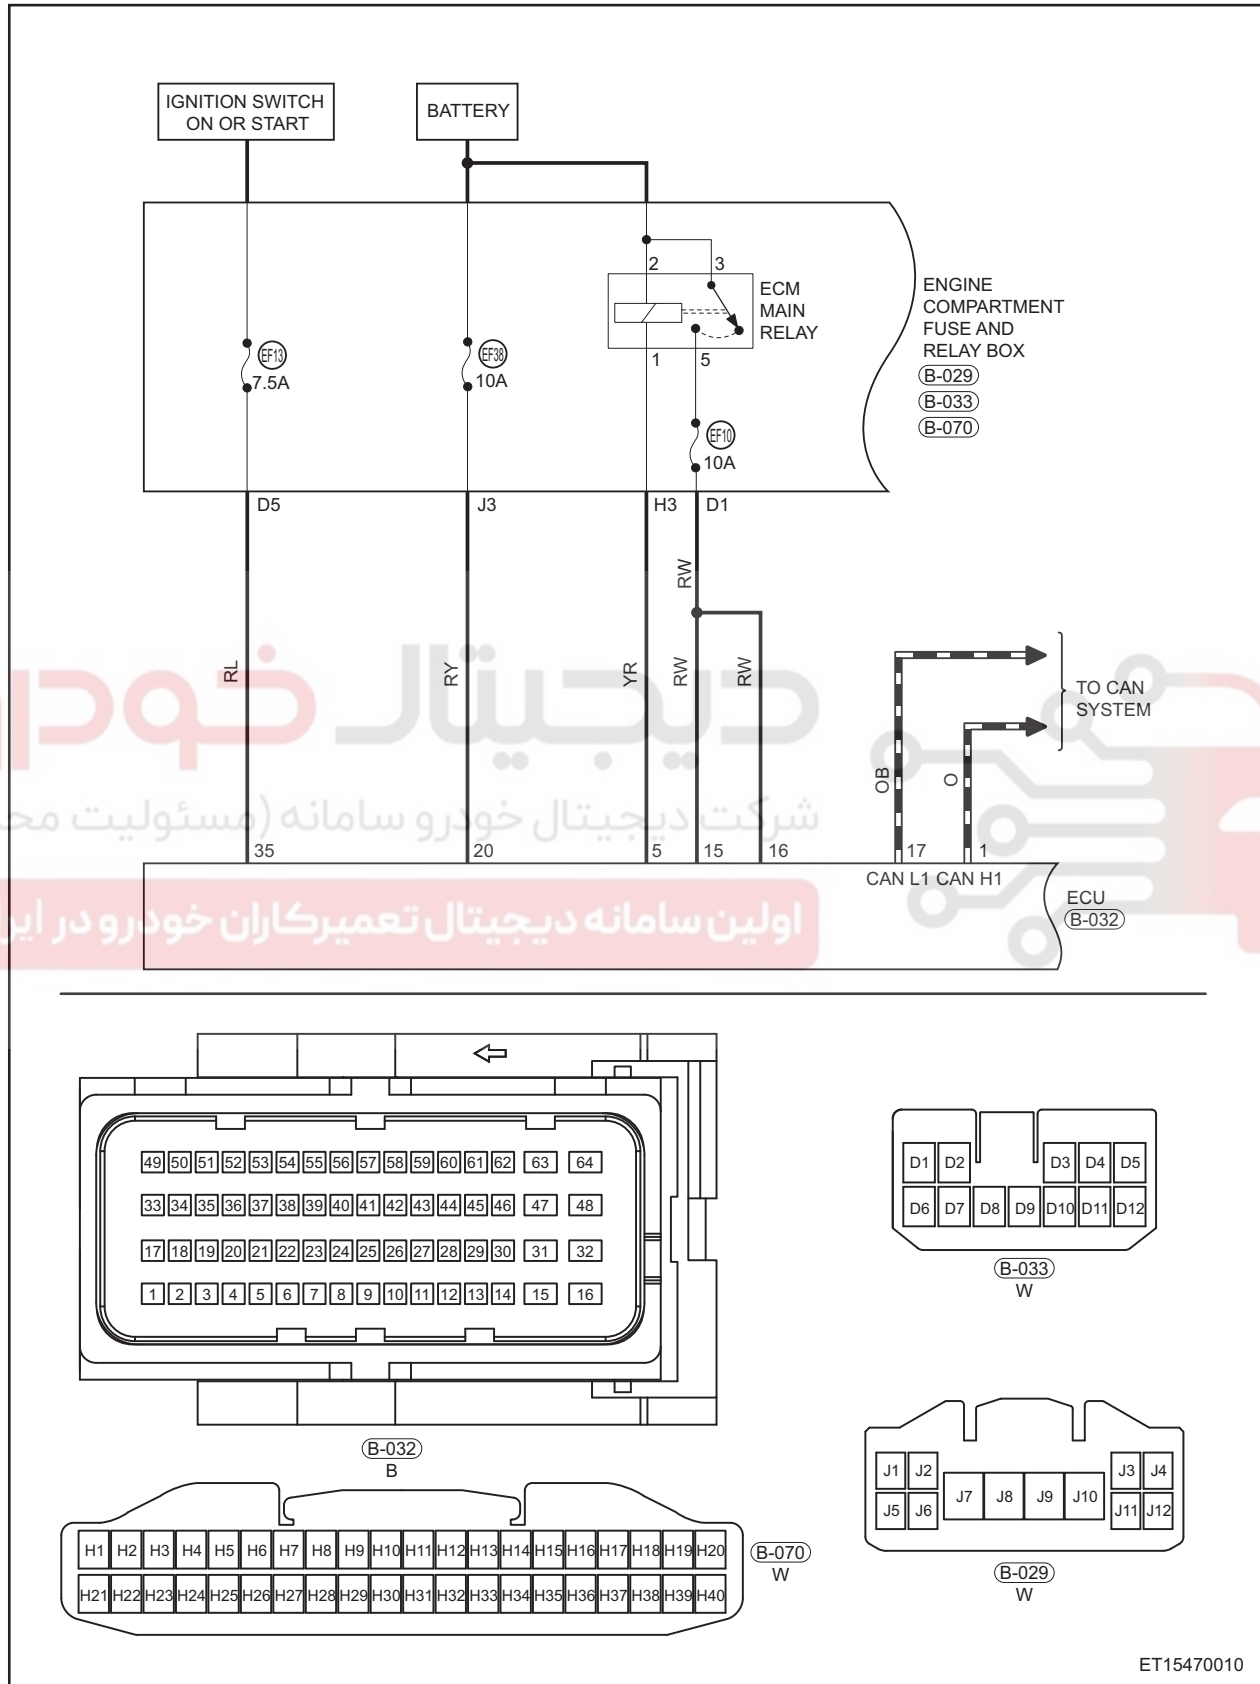 IGNITION SWITCH
ON OR START
BATTERY
2
3
ECM
MAIN
RELAY
1
5
EF13
7.5A
EF38
10A
EF10
10A
ENGINE
COMPARTMENT
FUSE AND
RELAY BOX
B-029
B-033
B-070
D5
J3
H3
D1
RW
RL
RY
YR
RW
RW
OB
O
TO CAN
SYSTEM
دیجیتال خودرو
شرکت دیجیتال خودرو سامانه (مسئولیت
35
20
5
15
16
17
1
CAN L1 CAN H1
ECU
B-032
اولین سامانه دیجیتال تعمیرکاران خودرو در
49 50 51 52 53 54 55 56 57 58 59 60 61 62 63 64
33 34 35 36 37 38 39 40 41 42 43 44 45 46 47 48
17 18 19 20 21 22 23 24 25 26 27 28 29 30 31 32
1 2 3 4 5 6 7 8 9 10 11 12 13 14 15 16
B-032
B
D1 D2 D3 D4 D5
D6 D7 D8 D9 D10 D11 D12
B-033
W
H1 H2 H3 H4 H5 H6 H7 H8 H9 H10 H11 H12 H13 H14 H15 H16 H17 H18 H19 H20
H21 H22 H23 H24 H25 H26 H27 H28 H29 H30 H31 H32 H33 H34 H35 H36 H37 H38 H39 H40
B-070
W
J1 J2 J3 J4
J7 J8 J9 J10
J5 J6 J11 J12
B-029
W
ET15470010